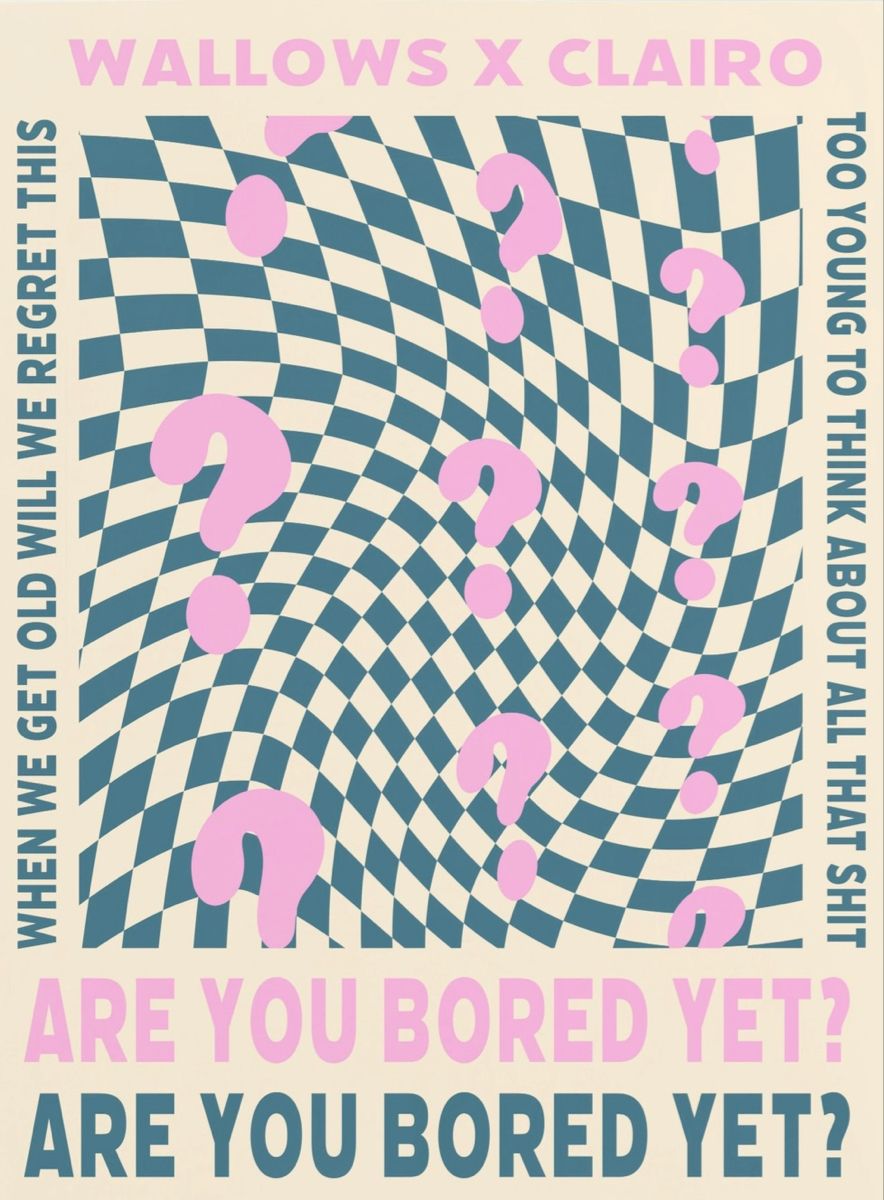 WALLOWS X CLAIRO
WHEN WE GET OLD WILL WE REGRET THIS
TOO YOUNG TO THINK ABOUT ALL THAT SHIT
ARE YOU BORED YET?
ARE YOU BORED YET?